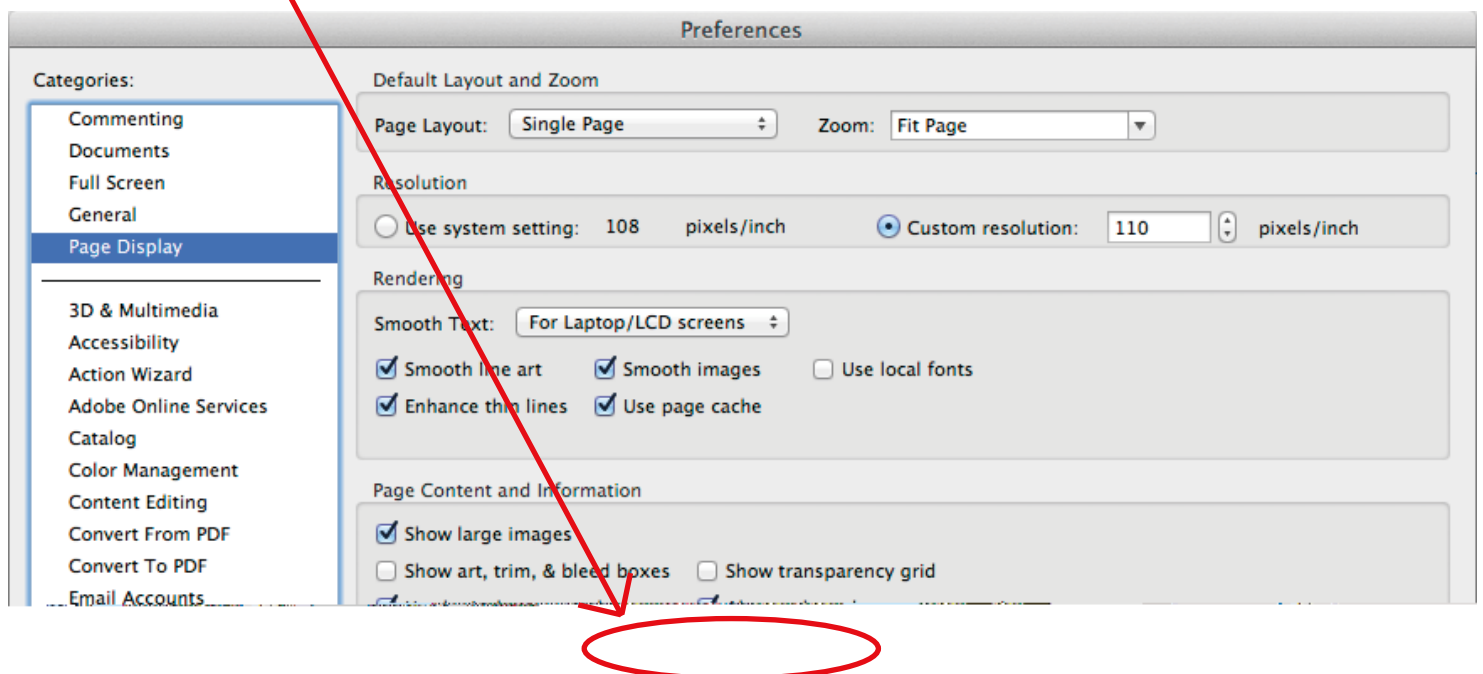 Preferences
Categories:
Commenting
Documents
Full Screen
General
Page Display
3D & Multimedia
Accessibility
Action Wizard
Adobe Online Services
Catalog
Color Management
Content Editing
Convert From PDF
Convert To PDF
Email Accounts
Default Layout and Zoom
Page Layout: Single Page Zoom: Fit Page
Resolution
Use system setting: 108 pixels/inch Custom resolution: 110 pixels/inch
Rendering
Smooth Text: For Laptop/LCD screens
Smooth line art Smooth images Use local fonts
Enhance thin lines Use page cache
Page Content and Information
Show large images
Show art, trim, & bleed boxes Show transparency grid